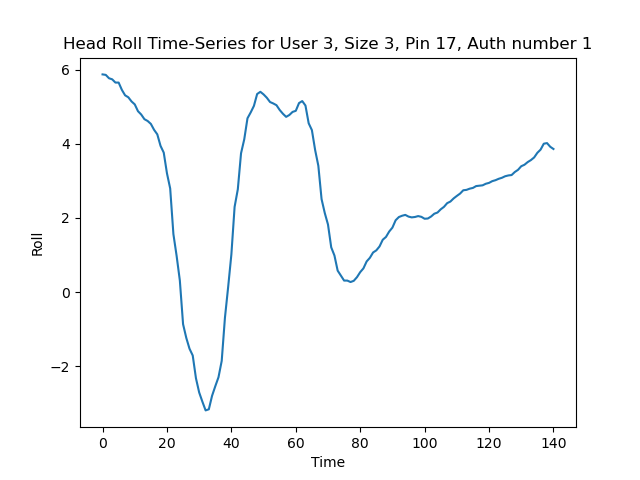 Head Roll Time-Series for User 3, Size 3, Pin 17, Auth number 1
6
4
2
0
−2
Roll
0 20 40 60 80 100 120 140
Time